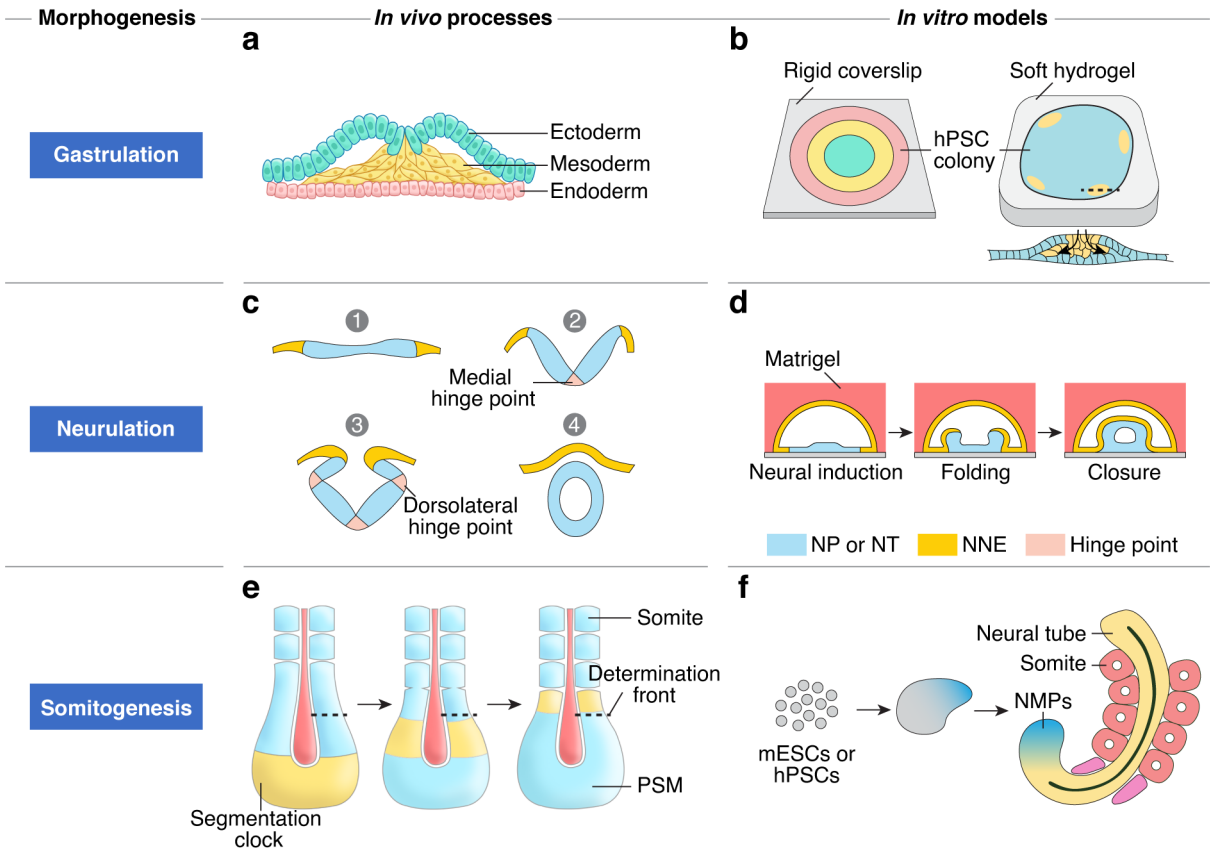 Morphogenesis
In vivo processes
In vitro models
Gastrulation
a
Ectoderm
Mesoderm
Endoderm
b
Rigid coverslip
Soft hydrogel
hPSC
colony
Neurulation
c
1
2
Medial
hinge point
3
4
Dorsolateral
hinge point
d
Matrigel
Neural induction
Folding
Closure
NP or NT
NNE
Hinge point
Somitogenesis
e
Somite
Determination
front
PSM
Segmentation
clock
f
Neural tube
Somite
NMPs
mESCs or
hPSCs